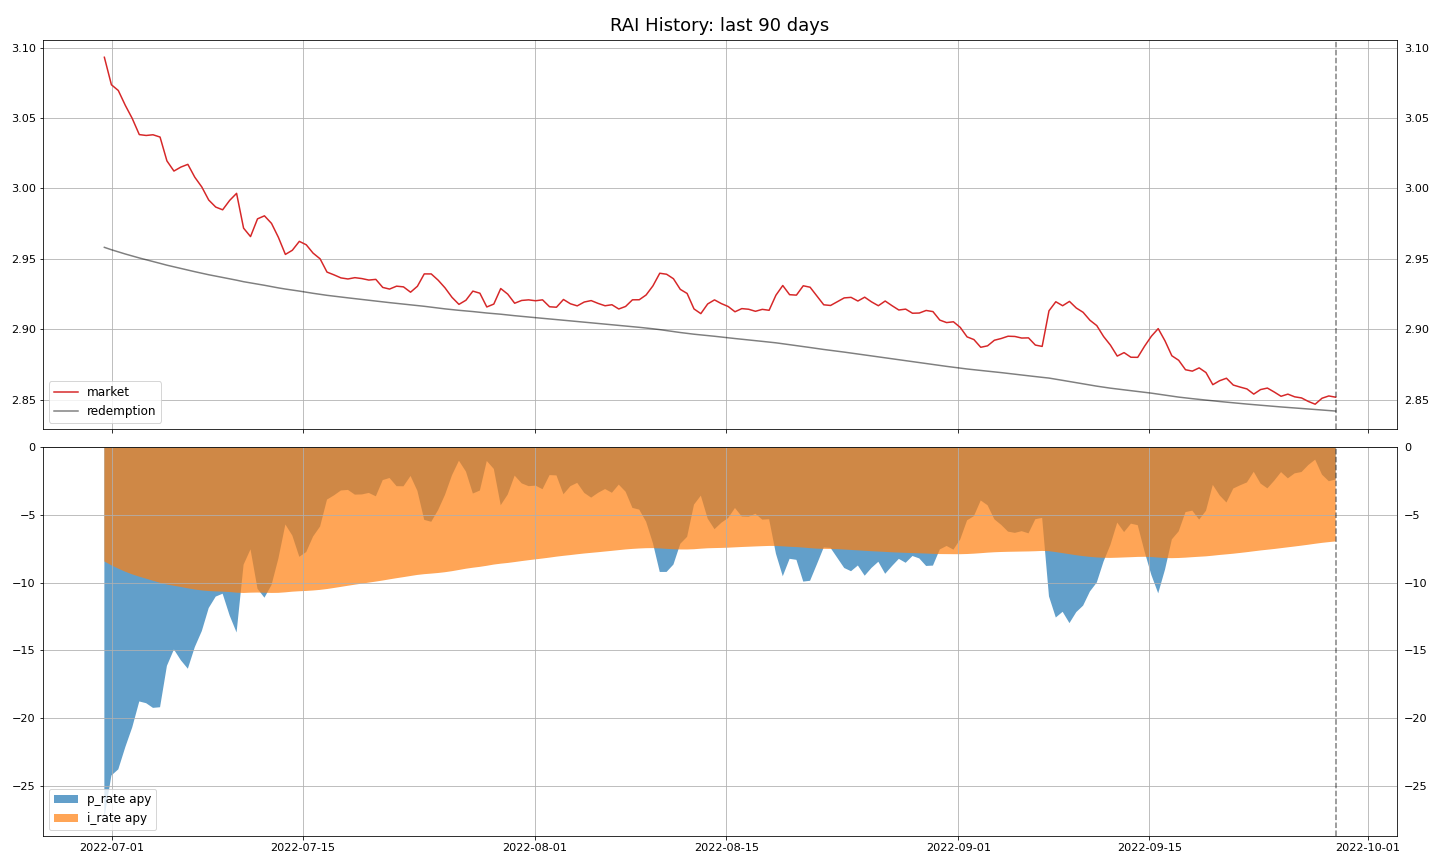 RAI History: last 90 days
3.10 3.10
3.05 3.05
3.00 3.00
2.95 2.95
2.90 2.90
2.85 2.85
market
redemption
0 0
−5 −5
−10 −10
−15 −15
−20 −20
−25 −25
p_rate apy
i_rate apy
2022-07-01 2022-07-15 2022-08-01 2022-08-15 2022-09-01 2022-09-15 2022-10-01